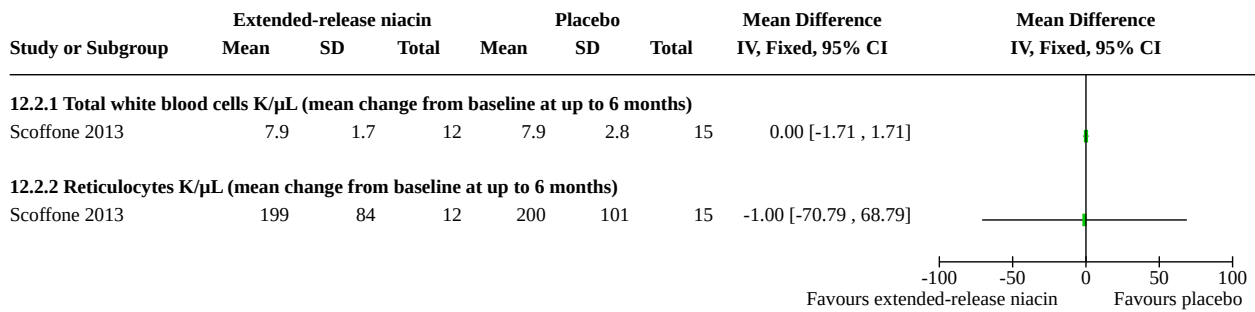 Extended-release niacin Placebo Mean Difference Mean Difference
Study or Subgroup Mean SD Total Mean SD Total IV, Fixed, 95% CI IV, Fixed, 95% CI
12.2.1 Total white blood cells K/µL (mean change from baseline at up to 6 months)
Scoffone 2013 7.9 1.7 12 7.9 2.8 15 0.00 [-1.71 , 1.71]
12.2.2 Reticulocytes K/µL (mean change from baseline at up to 6 months)
Scoffone 2013 199 84 12 200 101 15 -1.00 [-70.79 , 68.79]
-100 -50 0 50 100
Favours extended-release niacin Favours placebo